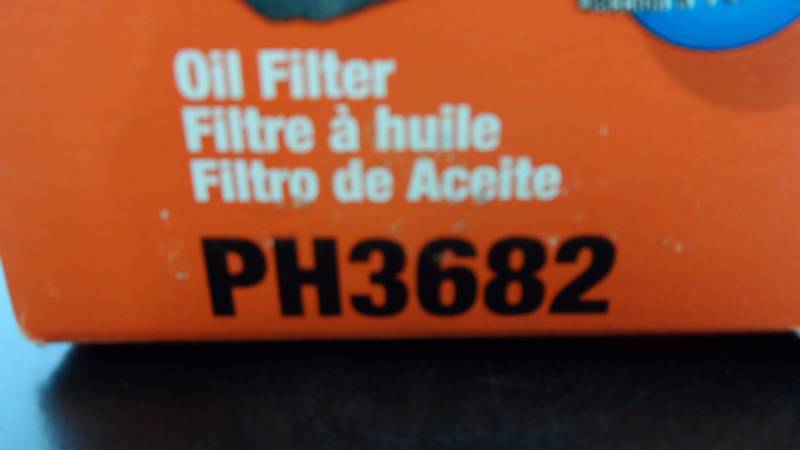 Oil Filter
Filtre à huile
Filtro de Aceite
PH3682